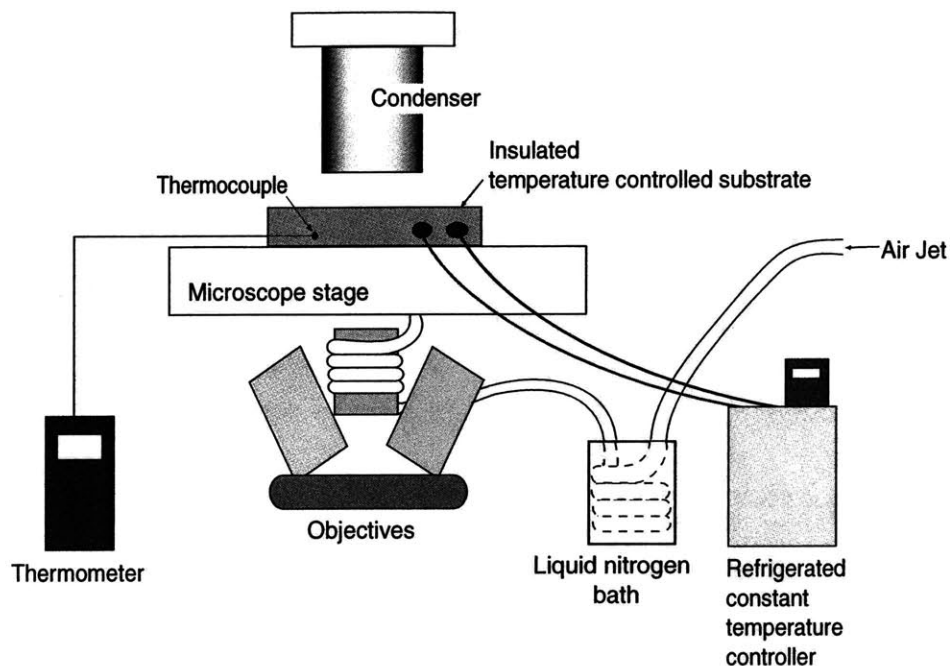 Condenser
Insulated
temperature controlled substrate
Thermocouple
Air Jet
Microscope stage
Objectives
Thermometer
Liquid nitrogen
bath
Refrigerated
constant
temperature
controller